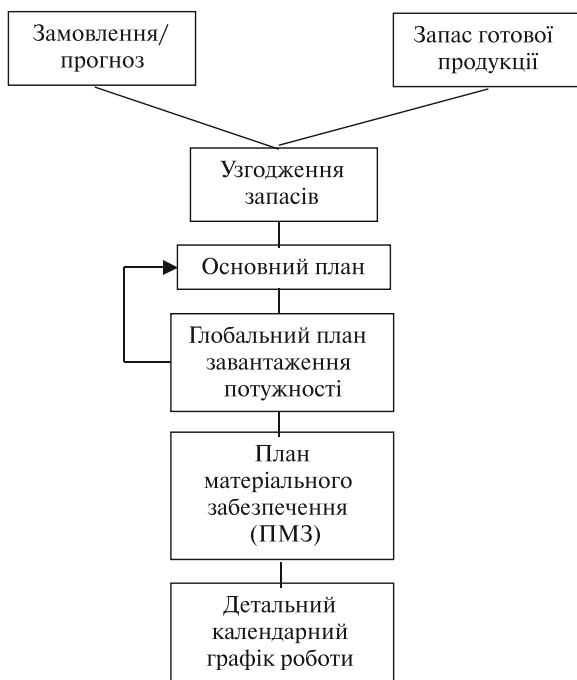 Замовлення/
прогноз
Запас готової
продукції
Узгодження
запасів
Основний план
Глобальний план
завантаження
потужності
План
матеріального
забезпечення
(ПМЗ)
Детальний
календарний
графік роботи